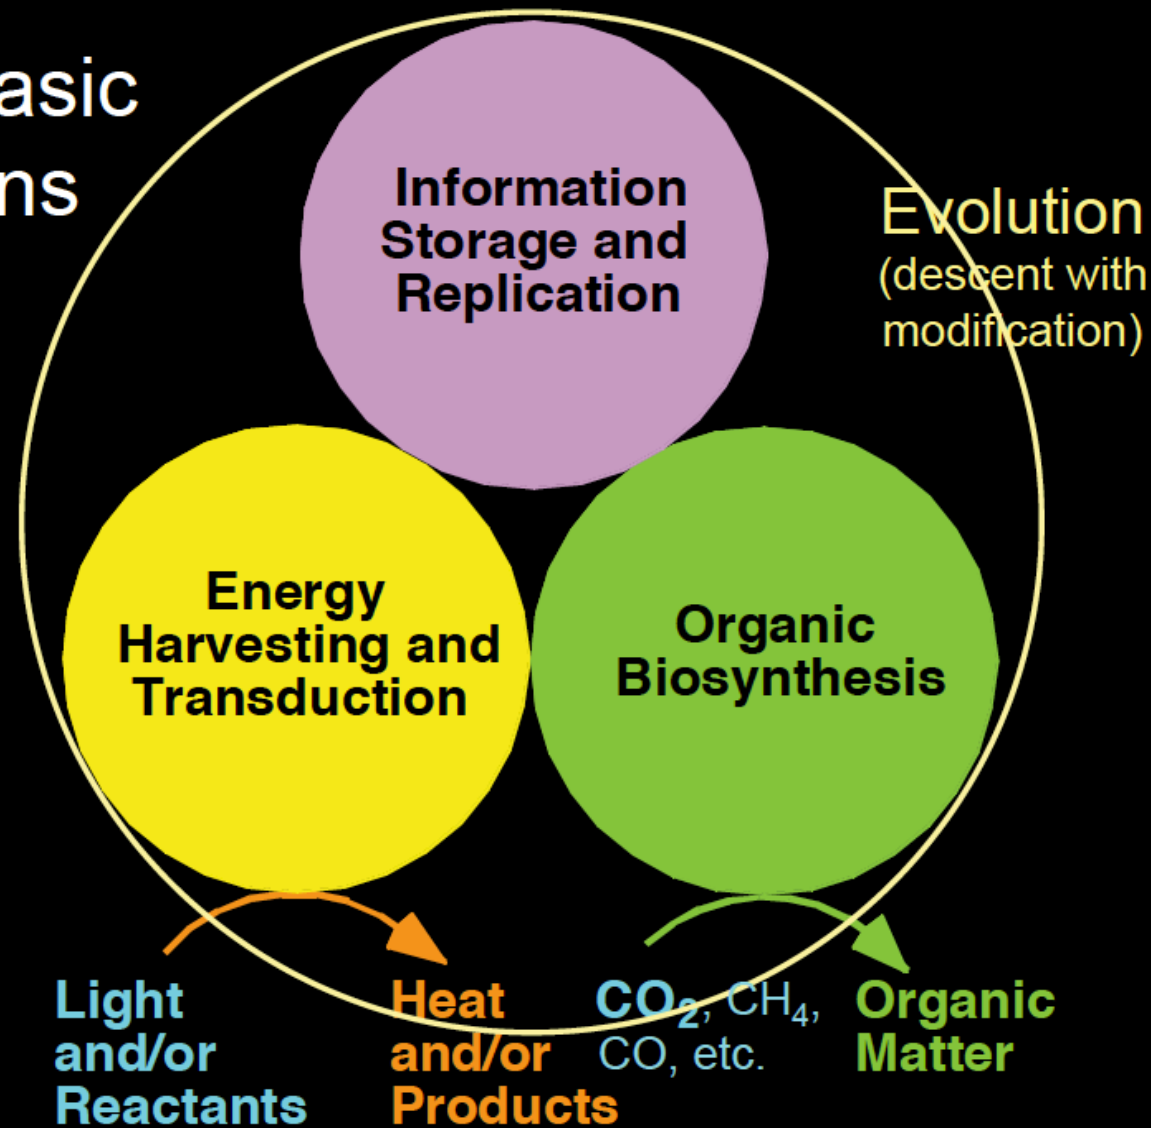 asic
ns
Information
Storage and
Replication
Evolution
(descent with
modification)
Energy
Harvesting and
Transduction
Organic
Biosynthesis
Light
and/or
Reactants
Heat
and/or
Products
CO₂, CH₄,
CO, etc.
Organic
Matter